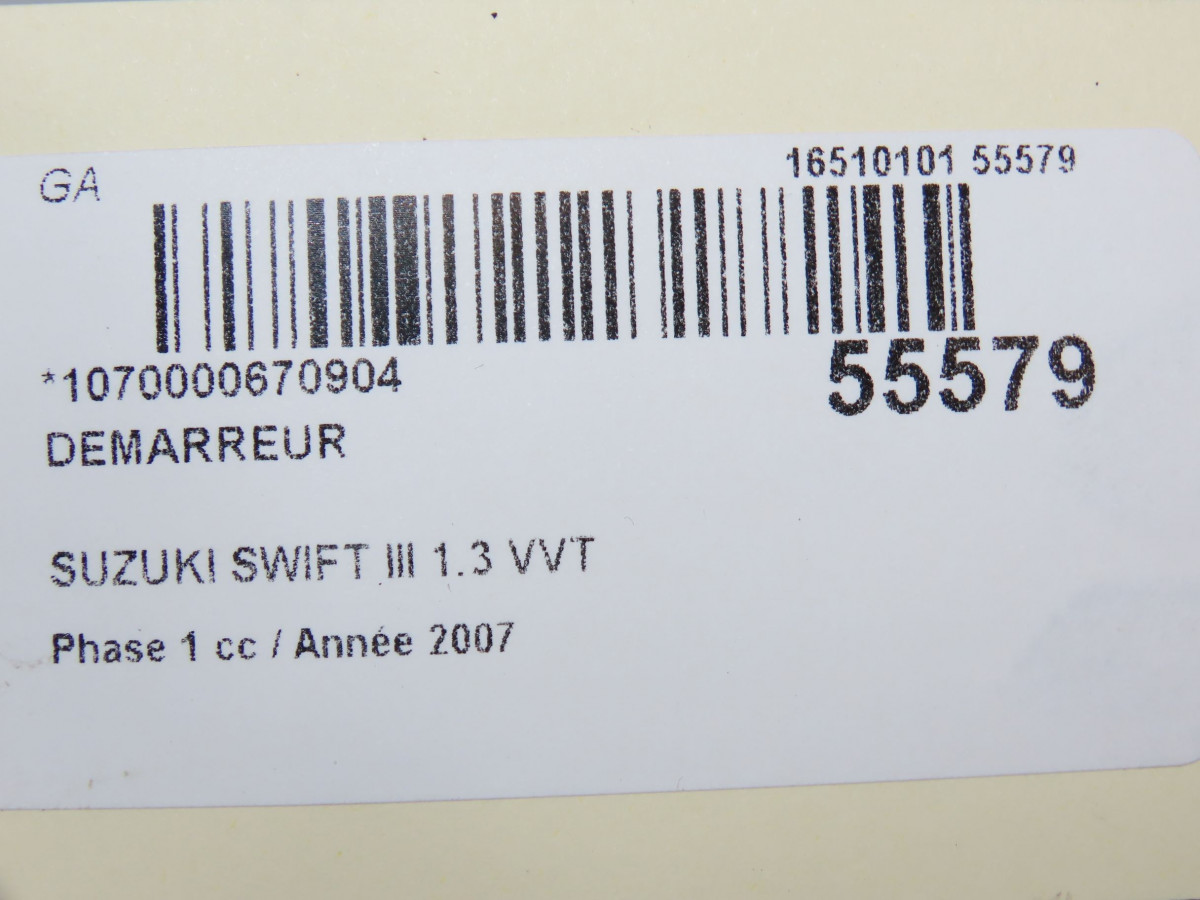 GA
16510101 55579
*1070000670904
55579
DEMARREUR
SUZUKI SWIFT III 1.3 VVT
Phase 1 cc / Année 2007